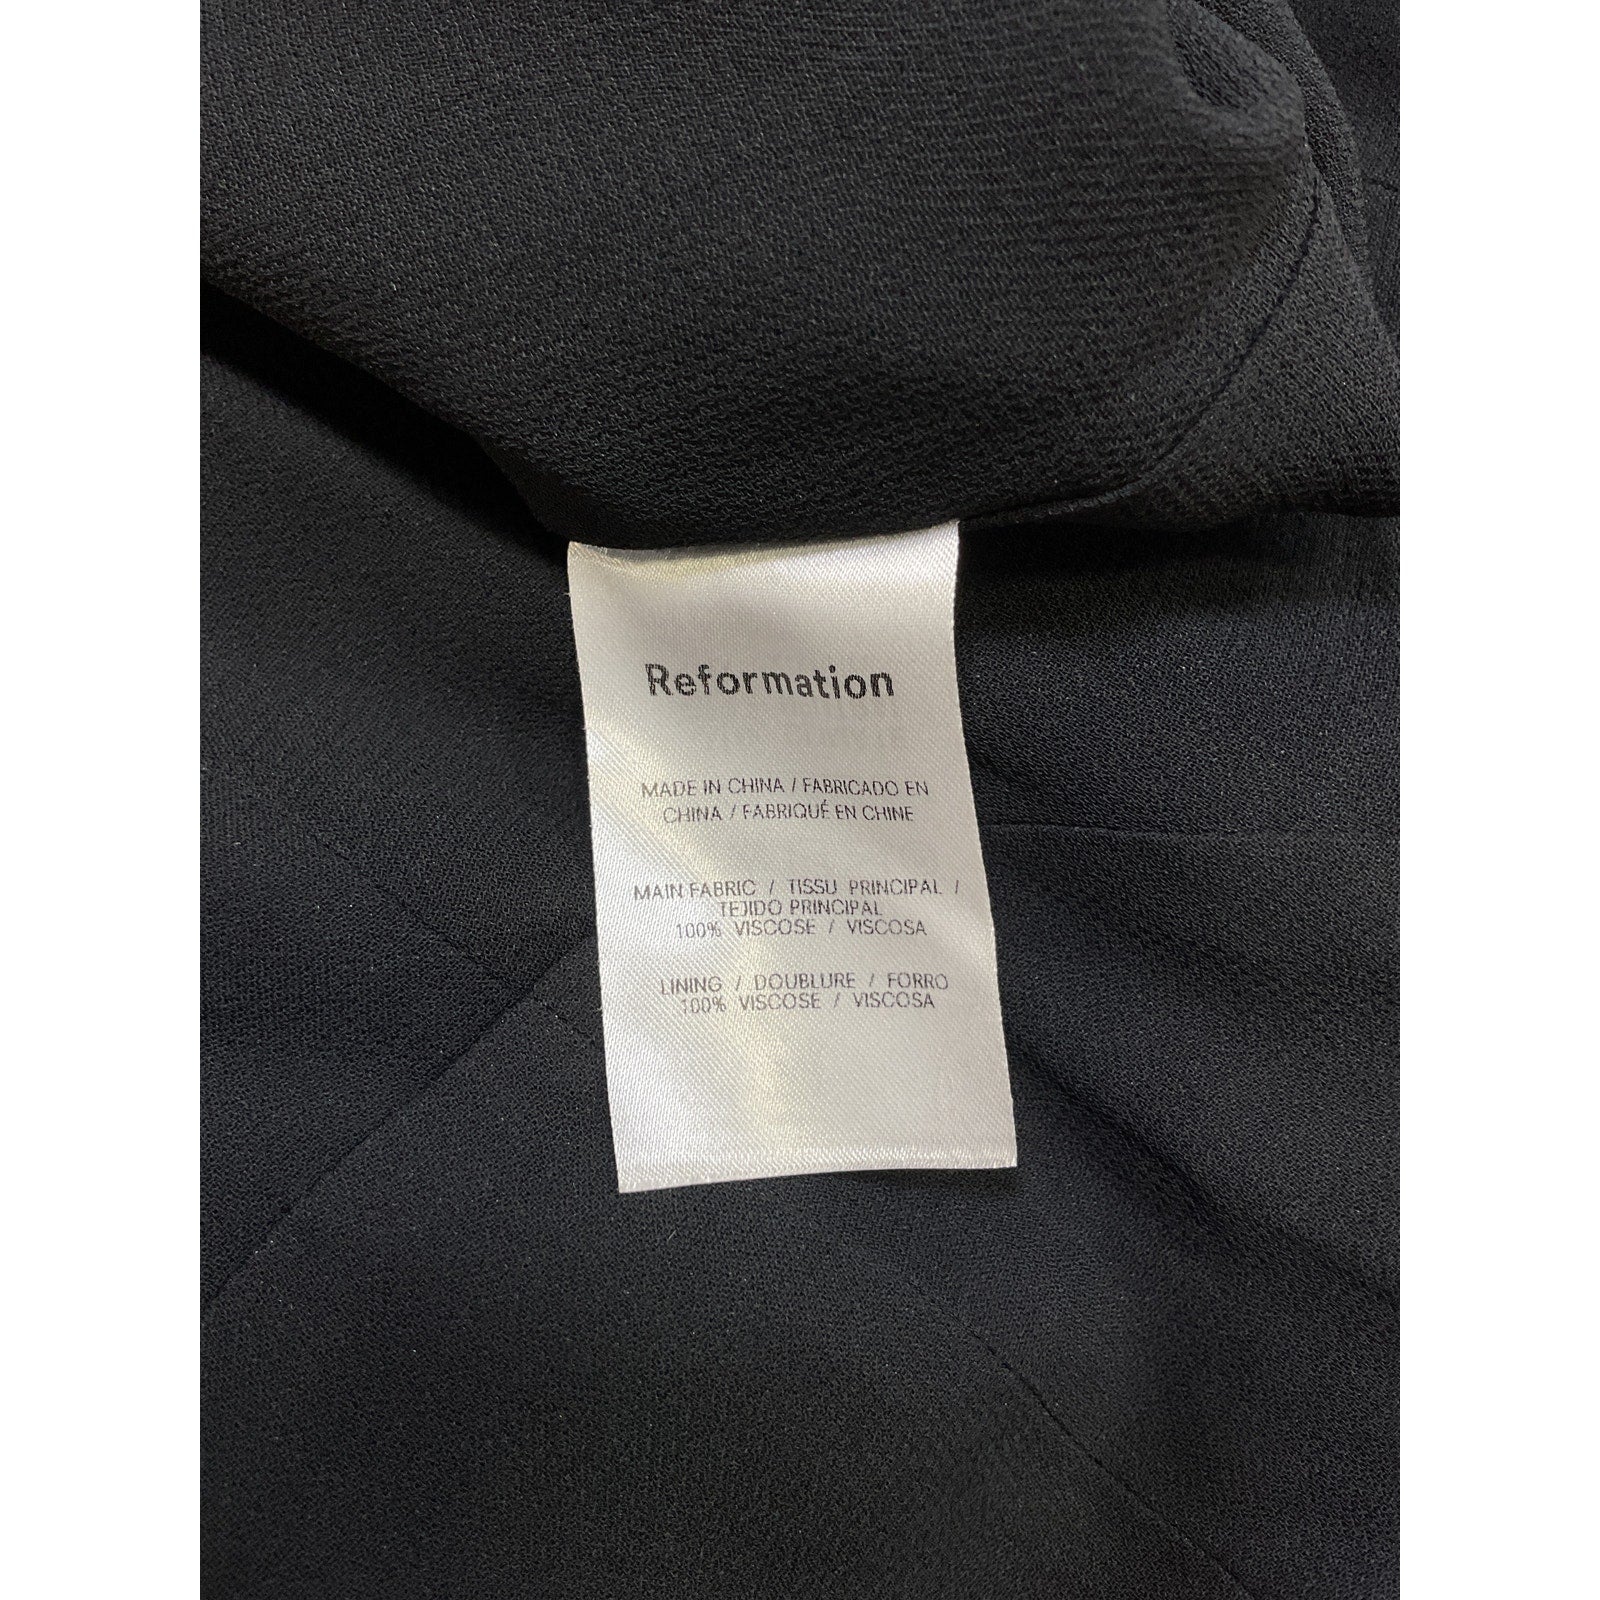 Reformation
MADE IN CHINA / FABRICADO EN
CHINA / FABRIQUÉ EN CHINE
MAIN FABRIC / TISSU PRINCIPAL /
TEJIDO PRINCIPAL
100% VISCOSE / VISCOSA
LINING / DOUBLURE / FORRO
100% VISCOSE / VISCOSA